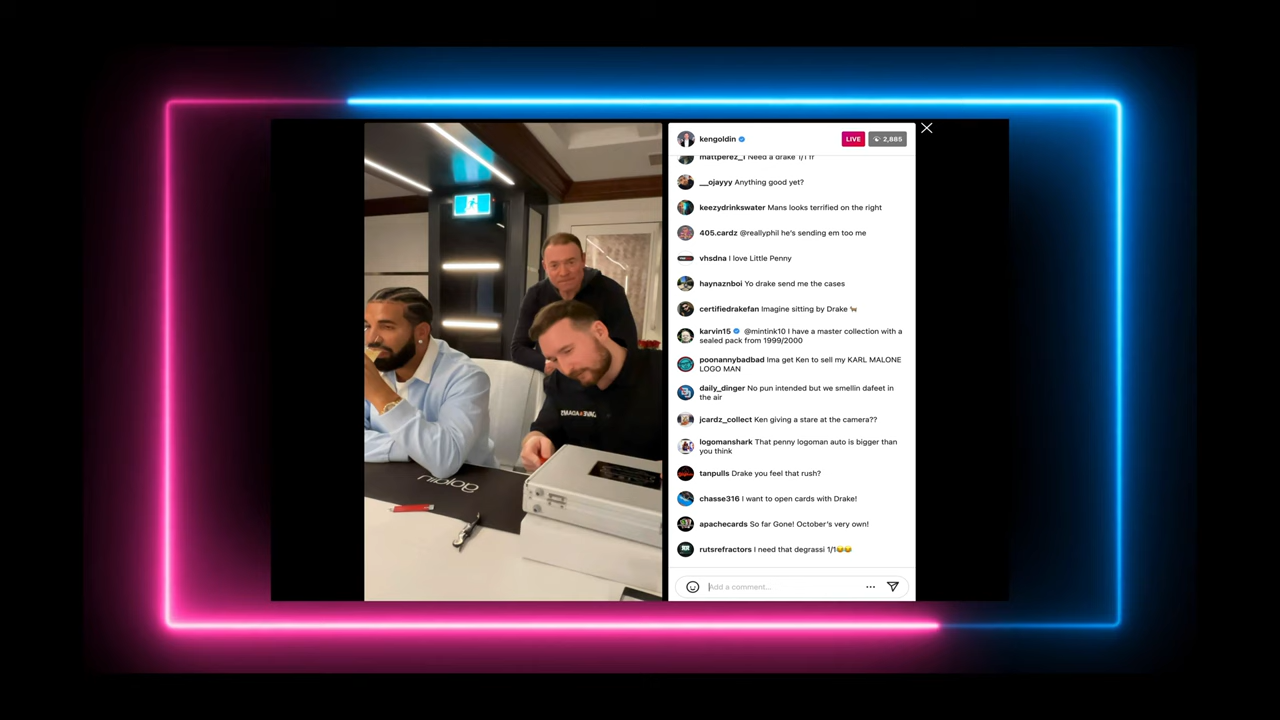 kengoldin
LIVE
2,885
mattperez_1 Need a drake 1/1 fr
__ojayyy Anything good yet?
keezydrinkswater Mans looks terrified on the right
405.cardz @reallyphil he's sending em too me
vhsdna I love Little Penny
haynaznboi Yo drake send me the cases
certifiedrakefan Imagine sitting by Drake 🐐
karvin15 @mintink10 I have a master collection with a
sealed pack from 1999/2000
poonannybadbad Ima get Ken to sell my KARL MALONE
LOGO MAN
daily_dinger No pun intended but we smellin dafeet in
the air
jcardz_collect Ken giving a stare at the camera??
logomanshark That penny logoman auto is bigger than
you think
tanpulls Drake you feel that rush?
chasse316 I want to open cards with Drake!
apachecards So far Gone! October's very own!
rutsrefractors I need that degrassi 1/1😂😂
Add a comment...
goldin